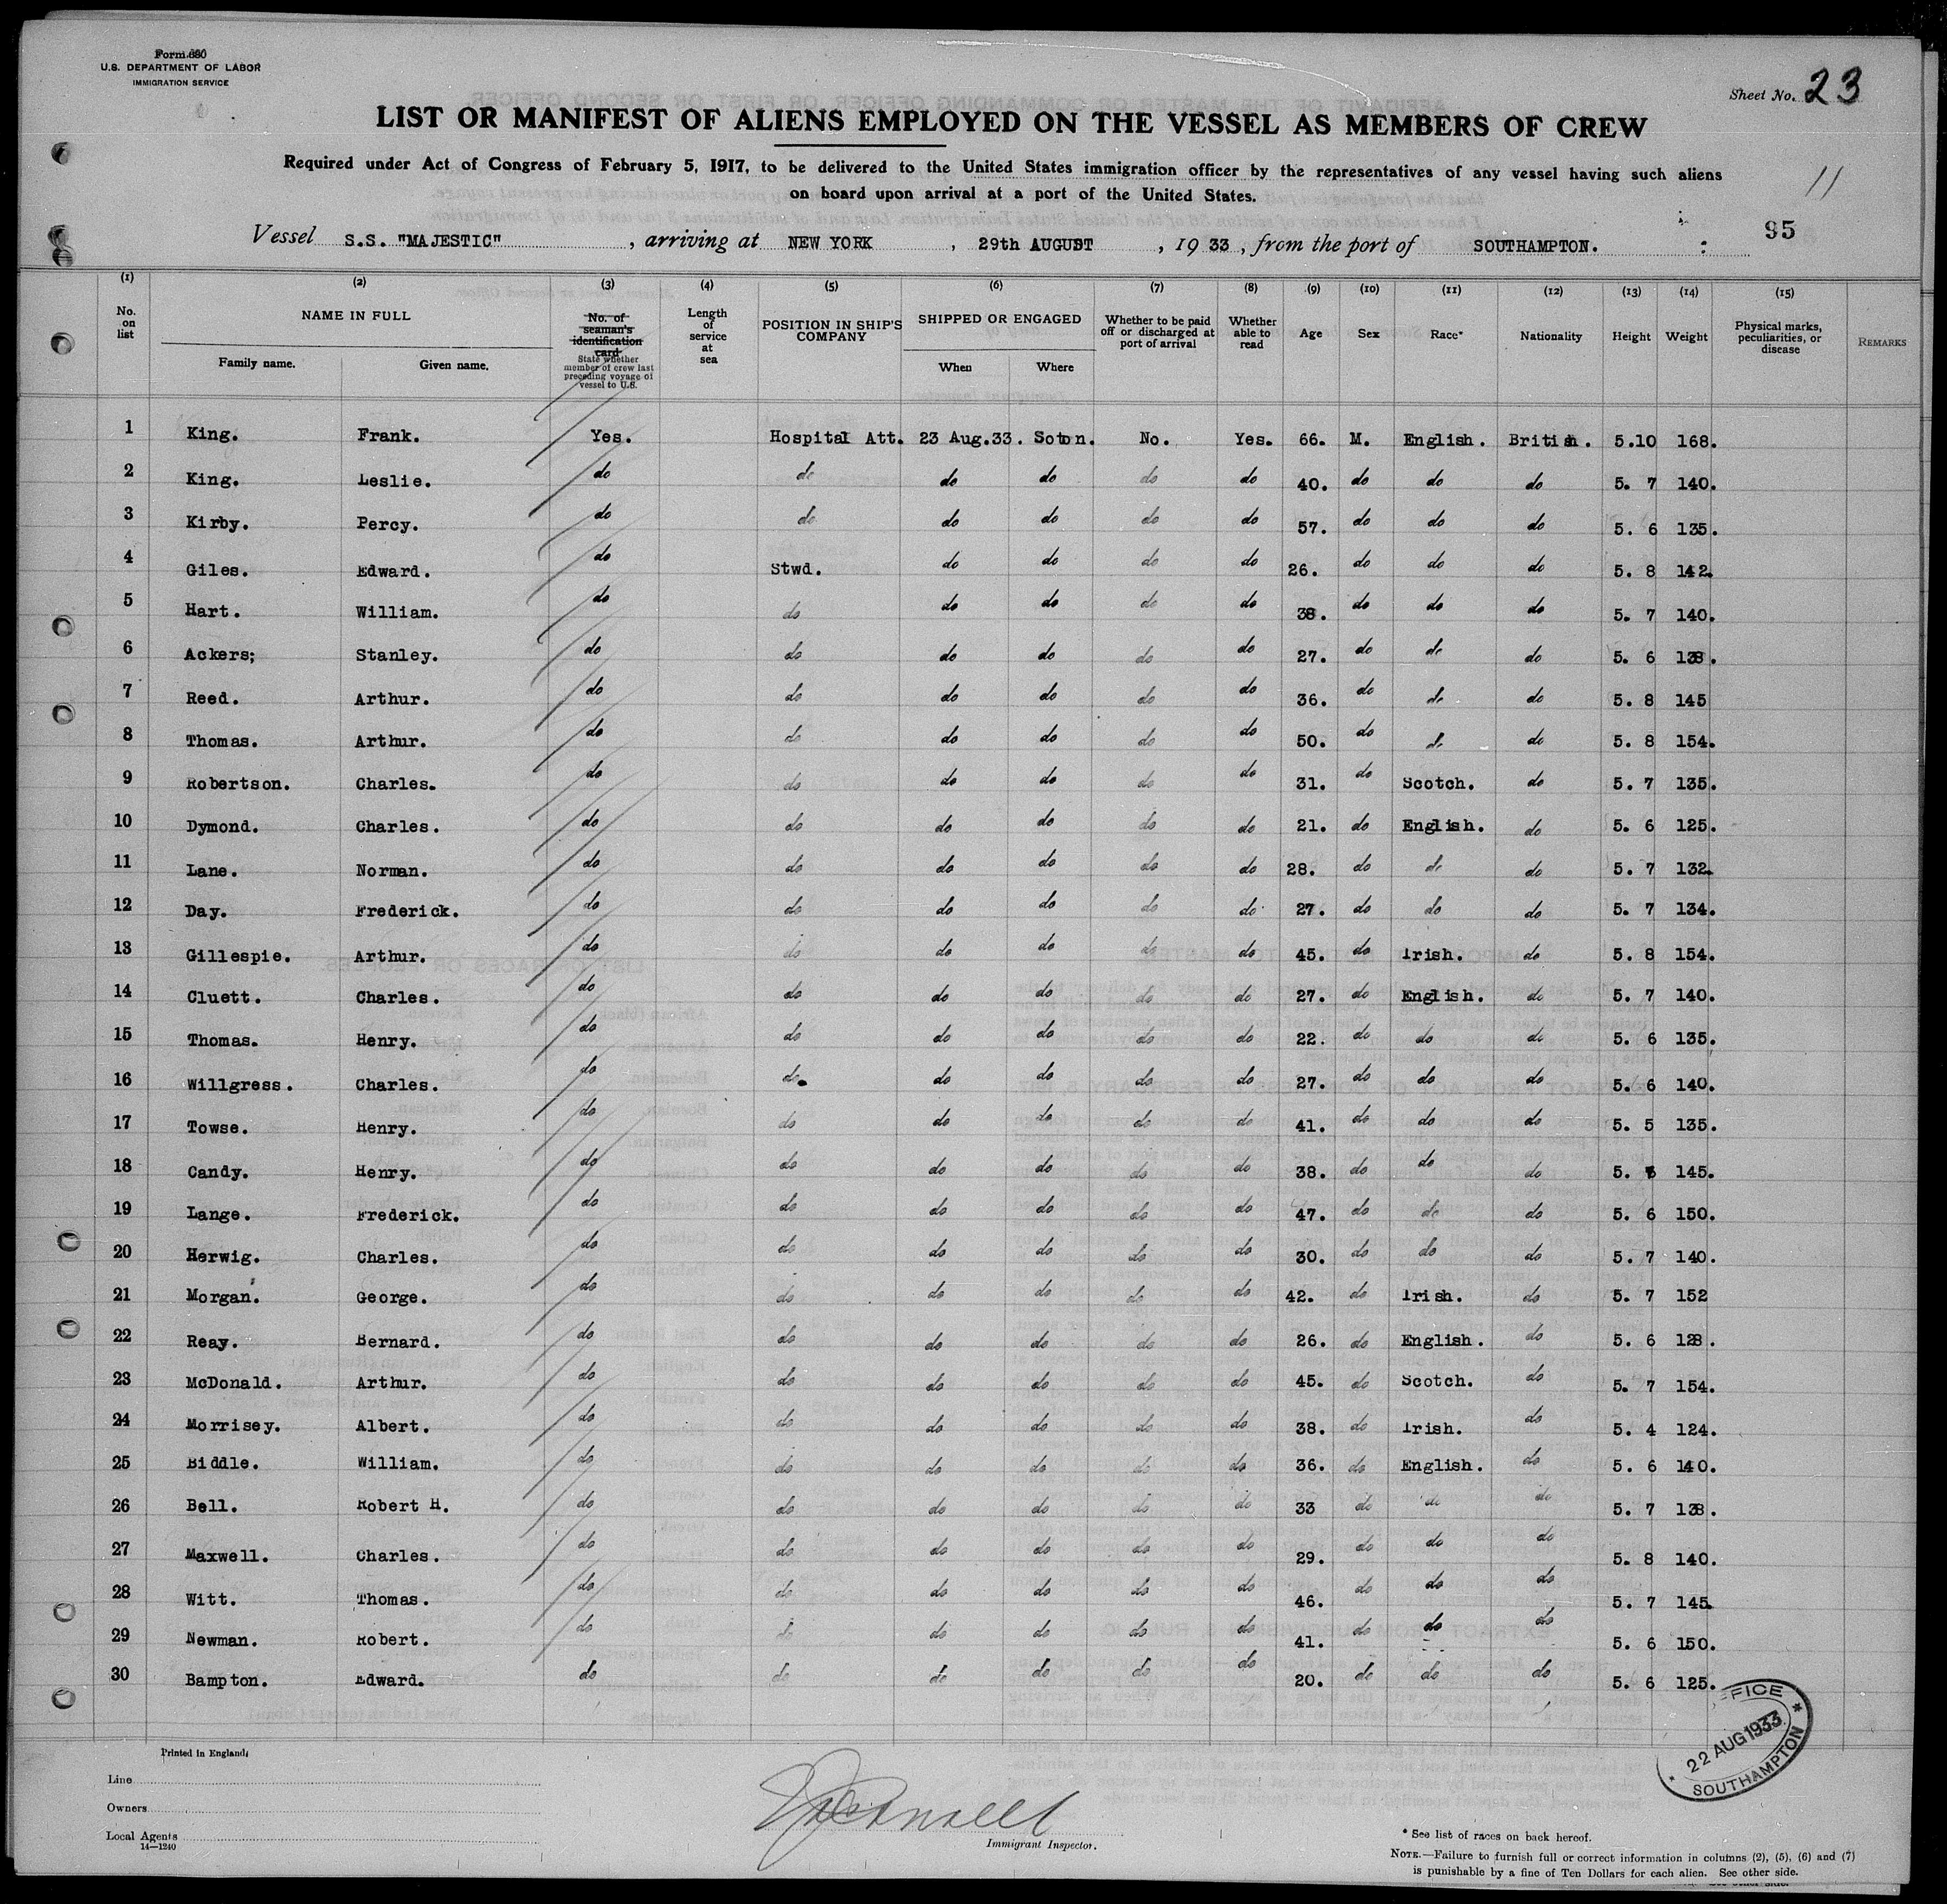 Form 680
U.S. DEPARTMENT OF LABOR
IMMIGRATION SERVICE
Sheet No. 23
LIST OR MANIFEST OF ALIENS EMPLOYED ON THE VESSEL AS MEMBERS OF CREW
Required under Act of Congress of February 5, 1917, to be delivered to the United States immigration officer by the representatives of any vessel having such aliens
on board upon arrival at a port of the United States.
11
95
Vessel S.S. "MAJESTIC", arriving at NEW YORK, 29th AUGUST, 1933, from the port of SOUTHAMPTON.
(1) (2) (3) (4) (5) (6) (7) (8) (9) (10) (11) (12) (13) (14) (15)
No. on list
NAME IN FULL
Family name. Given name.
No. of seaman's identification card
State whether member of crew last preceding voyage of vessel to U.S.
Length of service at sea
POSITION IN SHIP'S COMPANY
SHIPPED OR ENGAGED
When Where
Whether to be paid off or discharged at port of arrival
Whether able to read
Age
Sex
Race*
Nationality
Height
Weight
Physical marks, peculiarities, or disease
REMARKS
1 King. Frank. Yes. Hospital Att. 23 Aug.33. Soton. No. Yes. 66. M. English. British. 5.10 168.
2 King. Leslie. do do do do do do 40. do do do 5. 7 140.
3 Kirby. Percy. do do do do do do 57. do do do 5. 6 135.
4 Giles. Edward. do Stwd. do do do do 26. do do do 5. 8 142.
5 Hart. William. do do do do do do 38. do do do 5. 7 140.
6 Ackers; Stanley. do do do do do do 27. do do do 5. 6 138.
7 Reed. Arthur. do do do do do do 36. do do do 5. 8 145
8 Thomas. Arthur. do do do do do do 50. do do do 5. 8 154.
9 Robertson. Charles. do do do do do do 31. do Scotch. do 5. 7 135.
10 Dymond. Charles. do do do do do do 21. do English. do 5. 6 125.
11 Lane. Norman. do do do do do do 28. do do do 5. 7 132.
12 Day. Frederick. do do do do do do 27. do do do 5. 7 134.
13 Gillespie. Arthur. do do do do do do 45. do Irish. do 5. 8 154.
14 Cluett. Charles. do do do do do do 27. do English. do 5. 7 140.
15 Thomas. Henry. do do do do do do 22. do do do 5. 6 135.
16 Willgress. Charles. do do. do do do do 27. do do do 5. 6 140.
17 Towse. Henry. do do do do do do 41. do do do 5. 5 135.
18 Candy. Henry. do do do do do do 38. do do do 5. 145.
19 Lange. Frederick. do do do do do do 47. do do do 5. 6 150.
20 Herwig. Charles. do do do do do do 30. do do do 5. 7 140.
21 Morgan. George. do do do do do do 42. do Irish. do 5. 7 152
22 Reay. Bernard. do do do do do do 26. do English. do 5. 6 128.
23 McDonald. Arthur. do do do do do do 45. do Scotch. do 5. 7 154.
24 Morrisey. Albert. do do do do do do 38. do Irish. do 5. 4 124.
25 Biddle. William. do do do do do do 36. do English. do 5. 6 140.
26 Bell. Robert H. do do do do do do 33 do do do 5. 7 138.
27 Maxwell. Charles. do do do do do do 29. do do do 5. 8 140.
28 Witt. Thomas. do do do do do do 46. do do do 5. 7 145.
29 Newman. Robert. do do do do do do 41. do do do 5. 6 150.
30 Bampton. Edward. do do do do do do 20. do do do 5. 6 125.
Printed in England.
Line
Owners
Local Agents
14—1240
Immigrant Inspector.
22 AUG 1933
SOUTHAMPTON
* See list of races on back hereof.
NOTE.—Failure to furnish full or correct information in columns (2), (5), (6) and (7)
is punishable by a fine of Ten Dollars for each alien. See other side.